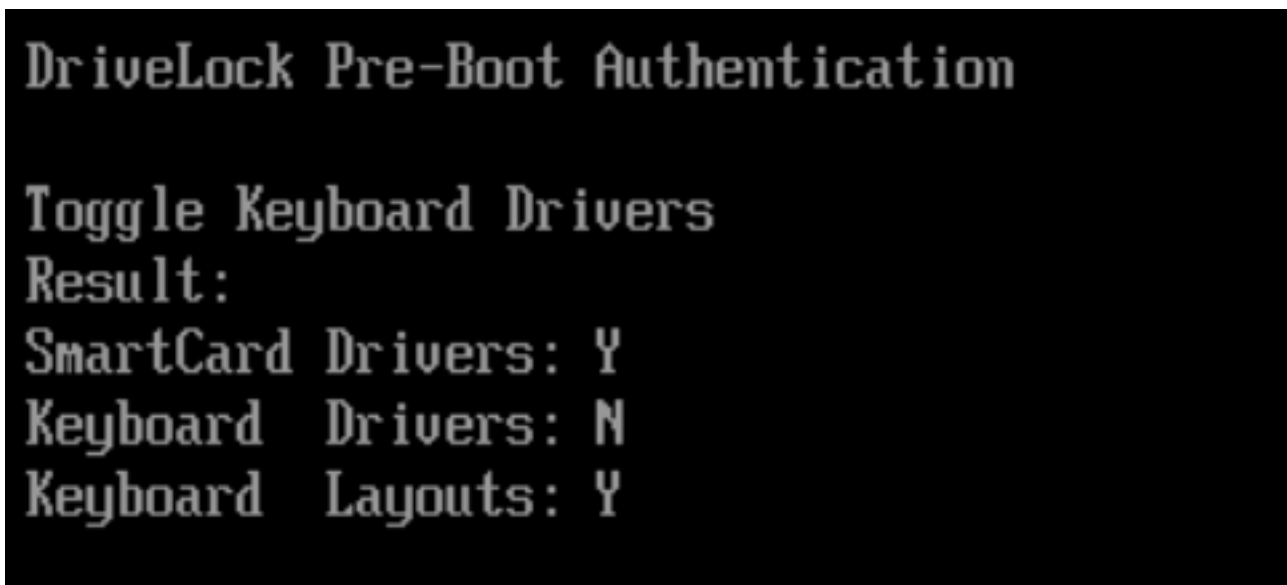 DriveLock Pre-Boot Authentication
Toggle Keyboard Drivers
Result:
SmartCard Drivers: Y
Keyboard  Drivers: N
Keyboard  Layouts: Y